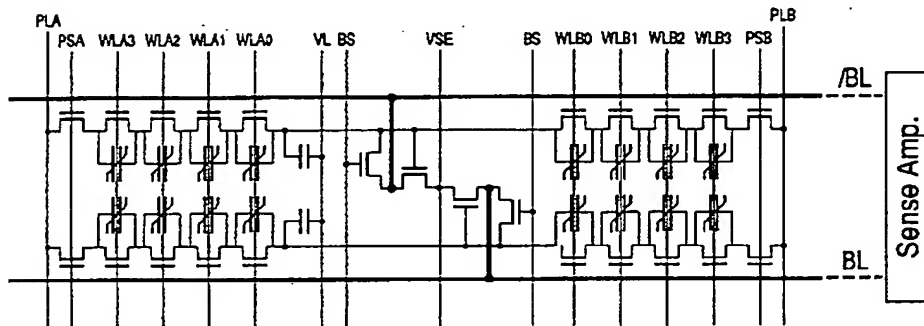 PLA PLB
PSA WLA3 WLA2 WLA1 WLA0 VL BS VSE BS WLB0 WLB1 WLB2 WLB3 PSB
/BL
BL
Sense Amp.